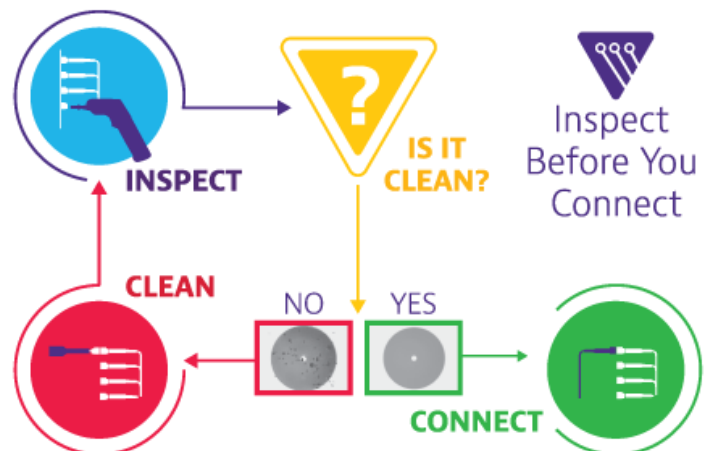 INSPECT
?
IS IT
CLEAN?
Inspect
Before You
Connect
CLEAN
NO
YES
CONNECT